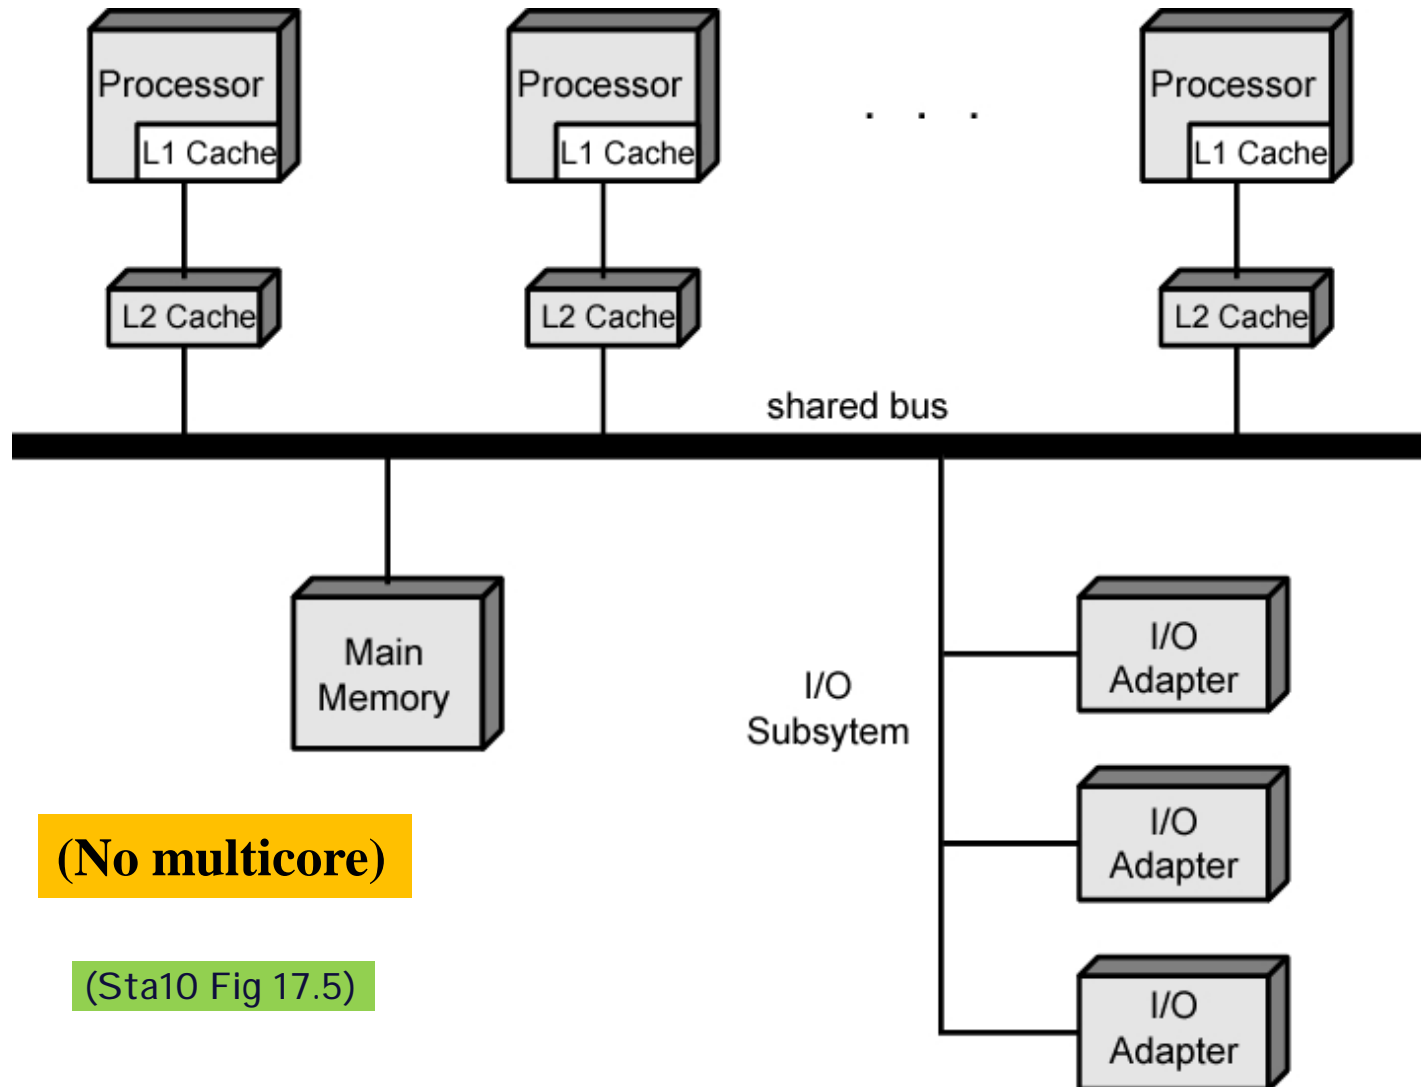 Processor
L1 Cache
Processor
L1 Cache
. . .
Processor
L1 Cache
L2 Cache
L2 Cache
L2 Cache
shared bus
Main
Memory
I/O
Subsytem
I/O
Adapter
I/O
Adapter
I/O
Adapter
(No multicore)
(Sta10 Fig 17.5)